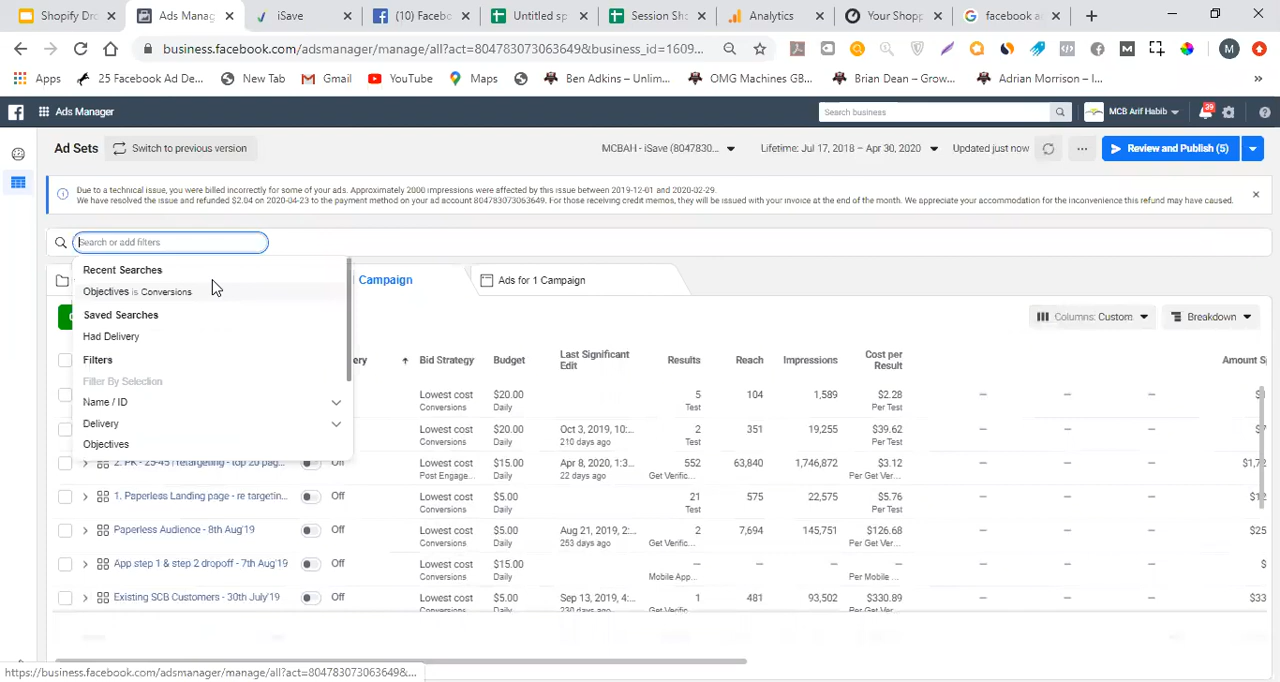 Shopify Dro
Ads Manag
iSave
(10) Facebo
Untitled sp
Session Sho
Analytics
Your Shopp
facebook a
business.facebook.com/adsmanager/manage/all?act=804783073063649&business_id=1609...
M
Apps
25 Facebook Ad De...
New Tab
Gmail
YouTube
Maps
Ben Adkins – Unlim...
OMG Machines GB...
Brian Dean – Grow...
Adrian Morrison – I...
»
Ads Manager
Search business
MCB Arif Habib
39
Ad Sets
Switch to previous version
MCBAH - iSave (8047830...
Lifetime: Jul 17, 2018 – Apr 30, 2020
Updated just now
...
Review and Publish (5)
Due to a technical issue, you were billed incorrectly for some of your ads. Approximately 2000 impressions were affected by this issue between 2019-12-01 and 2020-02-29.
We have resolved the issue and refunded $2.04 on 2020-04-23 to the payment method on your ad account 804783073063649. For those receiving credit memos, they will be issued with your invoice at the end of the month. We appreciate your accommodation for the inconvenience this refund may have caused.
Search or add filters
Recent Searches
Objectives is Conversions
Saved Searches
Had Delivery
Filters
Filter By Selection
Name / ID
Delivery
Objectives
Campaign
Ads for 1 Campaign
Columns: Custom
Breakdown
Bid Strategy
Budget
Last Significant Edit
Results
Reach
Impressions
Cost per Result
Amount S
Lowest cost $20.00 5 104 1,589 $2.28 — — —
Conversions Daily Test Per Test
Lowest cost $20.00 Oct 3, 2019, 10:... 2 351 19,255 $39.62 — — —
Conversions Daily 210 days ago Test Per Test
2. PK - 25-45 | retargeting - top 20 pag... Off Lowest cost $15.00 Apr 8, 2020, 1:3... 552 63,840 1,746,872 $3.12 — — — $1,7
Post Engage... Daily 22 days ago Get Verific... Per Get Ver...
1. Paperless Landing page - re targetin... Off Lowest cost $5.00 21 575 22,575 $5.76 — — —
Conversions Daily Test Per Test
Paperless Audience - 8th Aug'19 Off Lowest cost $5.00 Aug 21, 2019, 2:... 2 7,694 145,751 $126.68 — — — $25
Conversions Daily 253 days ago Get Verific... Per Get Ver...
App step 1 & step 2 dropoff - 7th Aug'19 Off Lowest cost $15.00 — — — — — — — $
Conversions Daily Mobile App... Per Mobile ...
Existing SCB Customers - 30th July'19 Off Lowest cost $5.00 Sep 13, 2019, 4:... 1 481 93,502 $330.89 — — — $33
Conversions Daily 230 days ago Get Verific... Per Get Ver...
https://business.facebook.com/adsmanager/manage/all?act=804783073063649&...